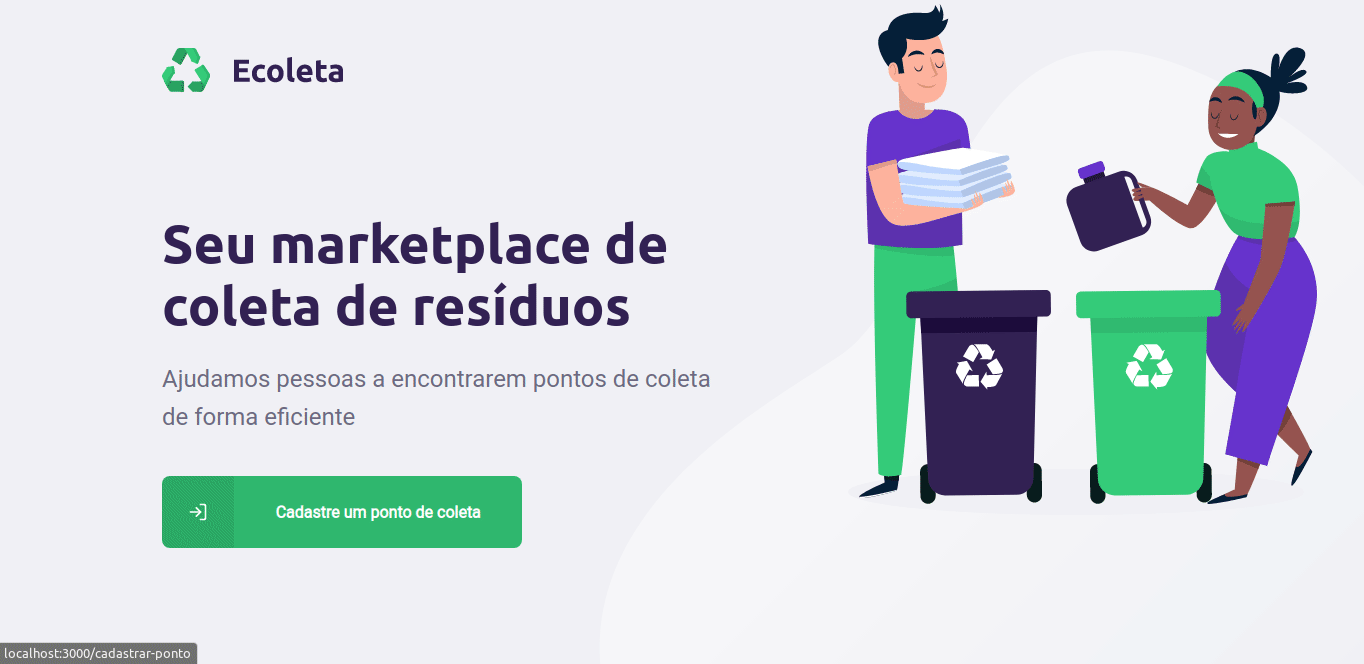 Ecoleta
Seu marketplace de
coleta de resíduos
Ajudamos pessoas a encontrarem pontos de coleta
de forma eficiente
Cadastre um ponto de coleta
localhost:3000/cadastrar-ponto